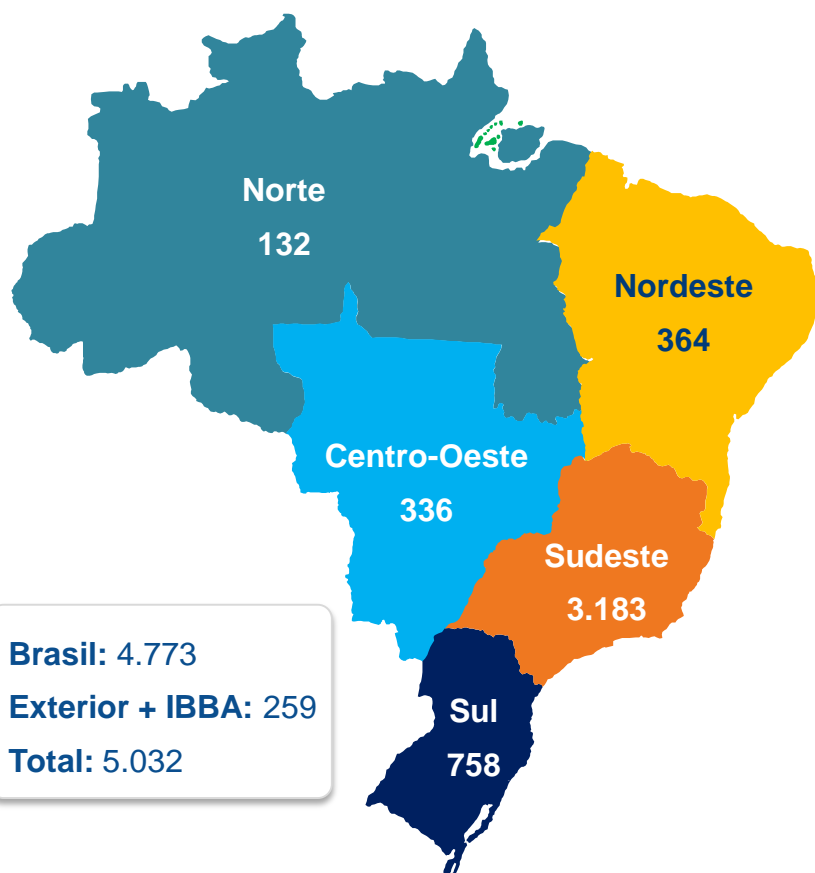 Norte
132
Nordeste
364
Centro-Oeste
336
Sudeste
3.183
Sul
758
Brasil: 4.773
Exterior + IBBA: 259
Total: 5.032